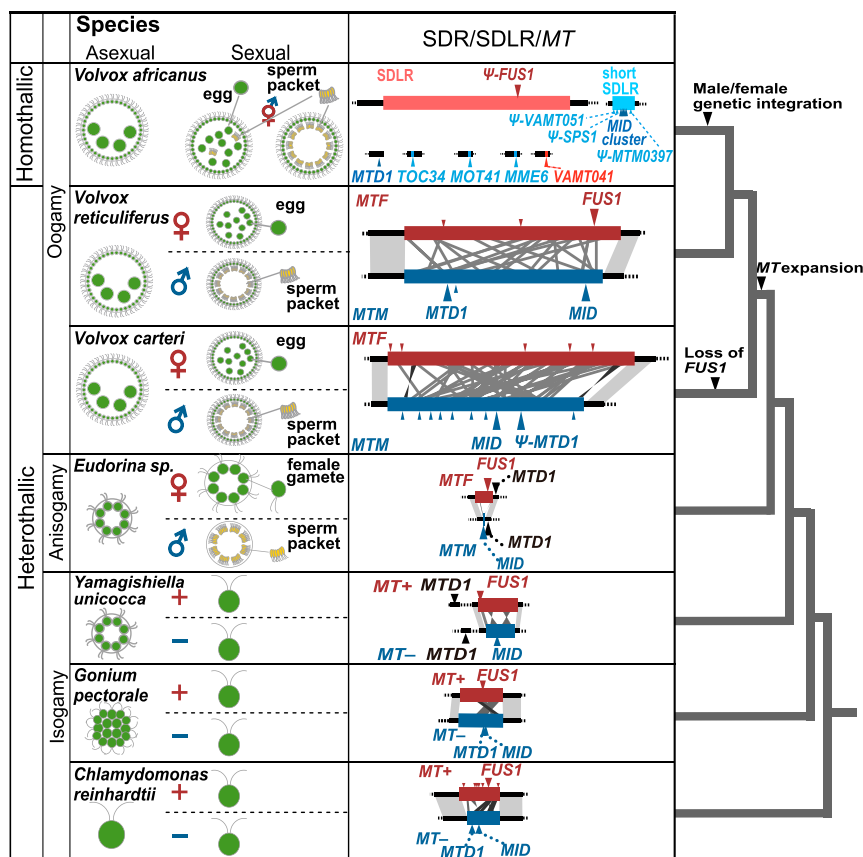 Species
Asexual
Sexual
SDR/SDLR/MT
Homothallic
Heterothallic
Oogamy
Anisogamy
Isogamy
Volvox africanus
egg
sperm
packet
SDLR
Ψ-FUS1
short
SDLR
Ψ-VAMT051
Ψ-SPS1
MID
cluster
Ψ-MTM0397
MTD1
TOC34
MOT41
MME6
VAMT041
Volvox
reticuliferus
♀
egg
♂
sperm
packet
MTF
FUS1
MTD1
MID
MTM
Volvox carteri
♀
egg
♂
sperm
packet
MTF
MTM
MID
Ψ-MTD1
Eudorina sp.
♀
female
gamete
♂
sperm
packet
FUS1
MTF
MTD1
MTM
MTD1
MID
Yamagishiella
unicocca
+
–
MT+
MTD1
FUS1
MT–
MTD1
MID
Gonium
pectorale
+
–
MT+
FUS1
MT–
MTD1
MID
Chlamydomonas
reinhardtii
+
–
MT+
FUS1
MT–
MTD1
MID
Male/female
genetic integration
MT expansion
Loss of
FUS1